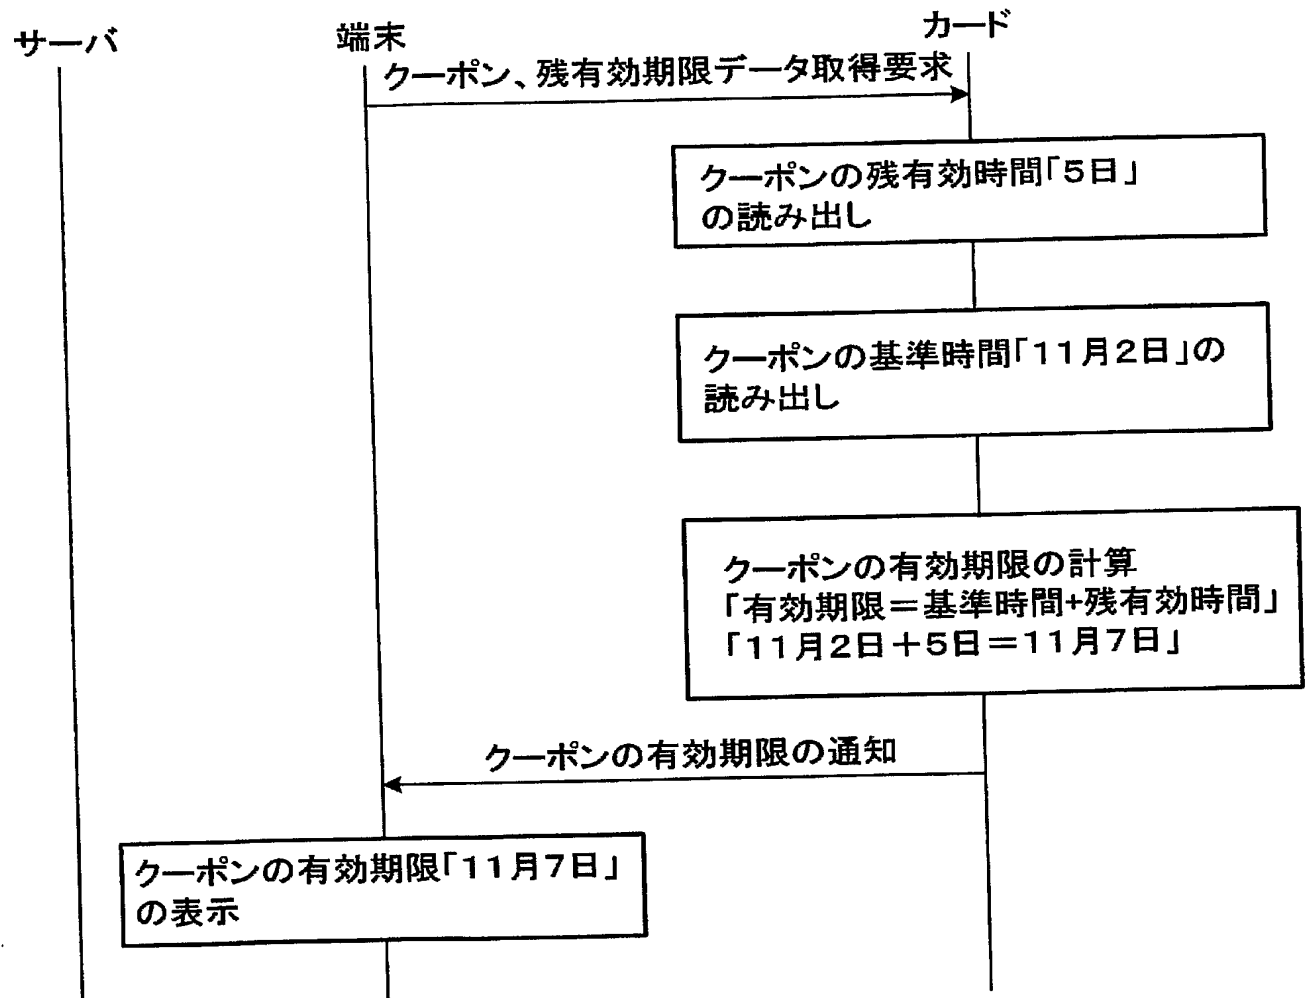 サーバ
端末
カード
クーポン、残有効期限データ取得要求
クーポンの残有効時間「5日」
の読み出し
クーポンの基準時間「11月2日」の
読み出し
クーポンの有効期限の計算
「有効期限＝基準時間+残有効時間」
「11月2日＋5日＝11月7日」
クーポンの有効期限の通知
クーポンの有効期限「11月7日」
の表示